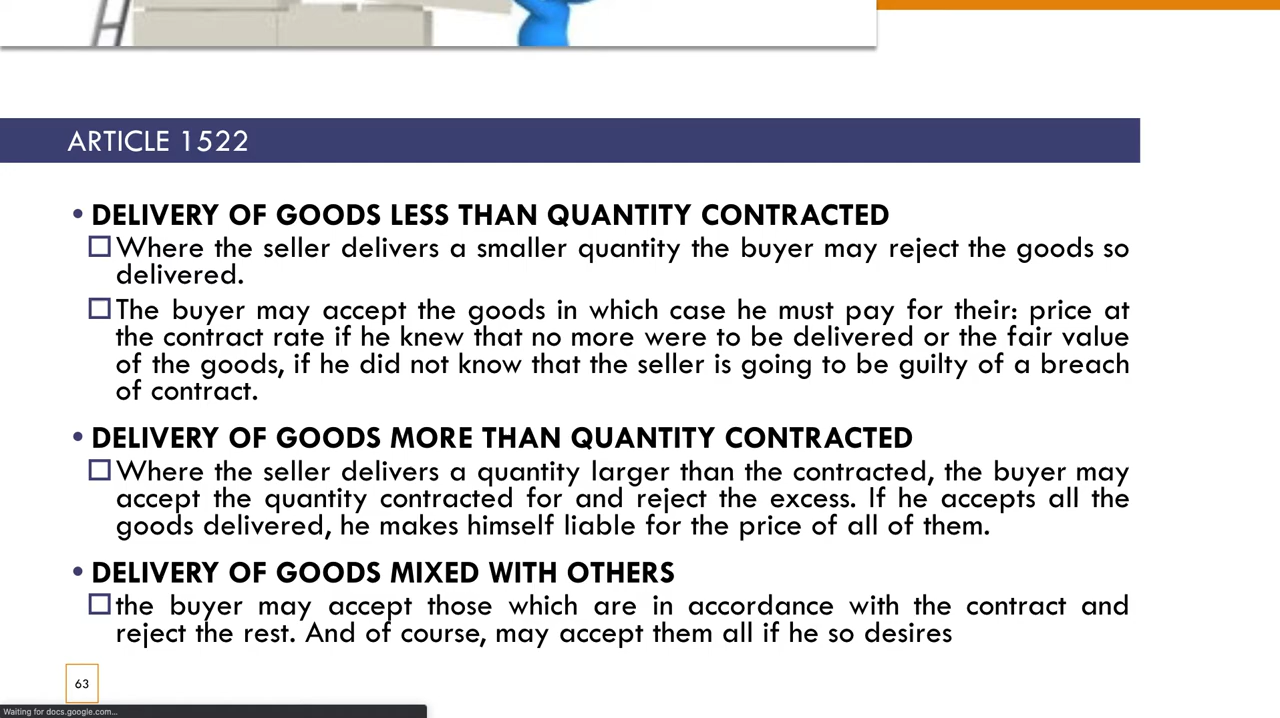 ARTICLE 1522
• DELIVERY OF GOODS LESS THAN QUANTITY CONTRACTED
Where the seller delivers a smaller quantity the buyer may reject the goods so
delivered.
The buyer may accept the goods in which case he must pay for their: price at
the contract rate if he knew that no more were to be delivered or the fair value
of the goods, if he did not know that the seller is going to be guilty of a breach
of contract.
• DELIVERY OF GOODS MORE THAN QUANTITY CONTRACTED
Where the seller delivers a quantity larger than the contracted, the buyer may
accept the quantity contracted for and reject the excess. If he accepts all the
goods delivered, he makes himself liable for the price of all of them.
• DELIVERY OF GOODS MIXED WITH OTHERS
the buyer may accept those which are in accordance with the contract and
reject the rest. And of course, may accept them all if he so desires
63
Waiting for docs.google.com...